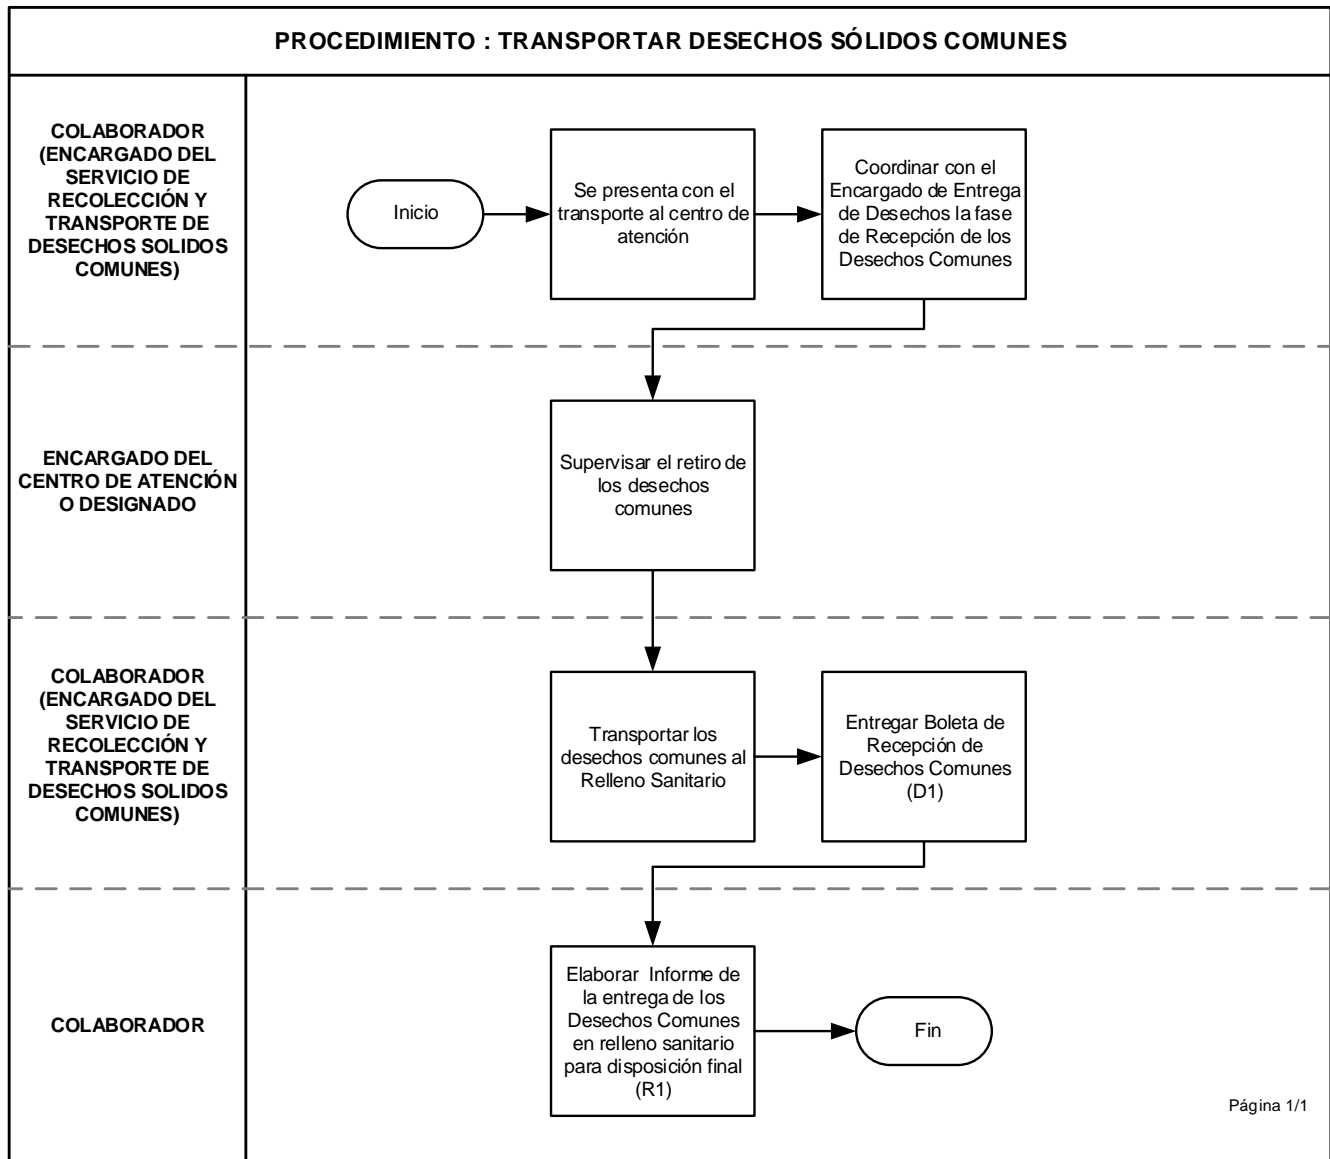 PROCEDIMIENTO : TRANSPORTAR DESECHOS SÓLIDOS COMUNES
COLABORADOR
(ENCARGADO DEL
SERVICIO DE
RECOLECCIÓN Y
TRANSPORTE DE
DESECHOS SOLIDOS
COMUNES)
Inicio
Se presenta con el
transporte al centro de
atención
Coordinar con el
Encargado de Entrega
de Desechos la fase
de Recepción de los
Desechos Comunes
ENCARGADO DEL
CENTRO DE ATENCIÓN
O DESIGNADO
Supervisar el retiro de
los desechos
comunes
COLABORADOR
(ENCARGADO DEL
SERVICIO DE
RECOLECCIÓN Y
TRANSPORTE DE
DESECHOS SOLIDOS
COMUNES)
Transportar los
desechos comunes al
Relleno Sanitario
Entregar Boleta de
Recepción de
Desechos Comunes
(D1)
COLABORADOR
Elaborar Informe de
la entrega de los
Desechos Comunes
en relleno sanitario
para disposición final
(R1)
Fin
Página 1/1